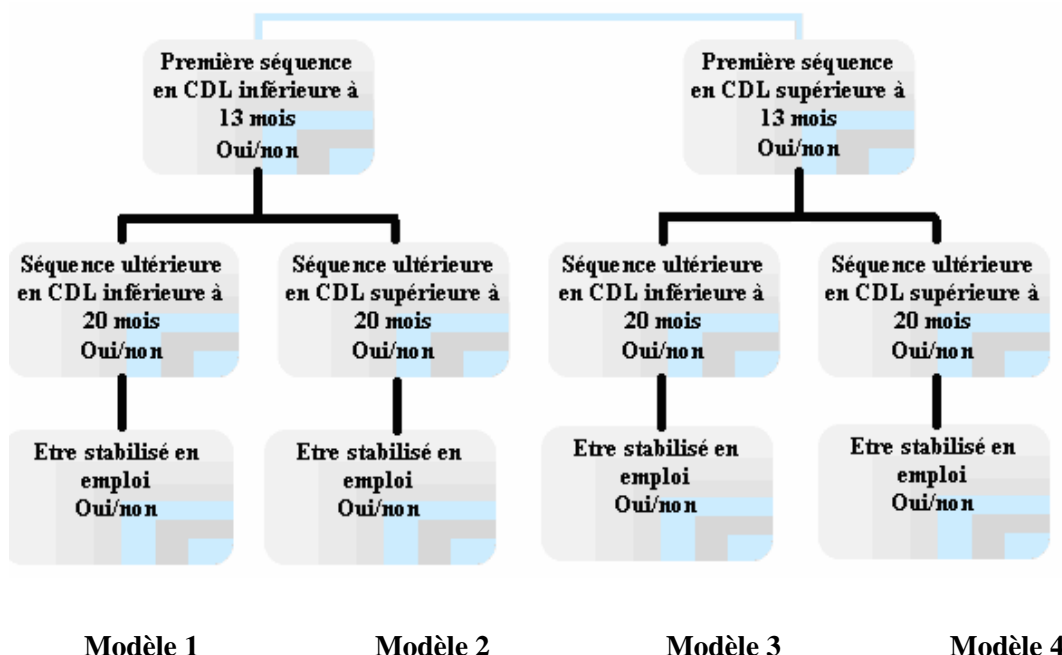 Première séquence
en CDL inférieure à
13 mois
Oui/non
Première séquence
en CDL supérieure à
13 mois
Oui/non
Séquence ultérieure
en CDL inférieure à
20 mois
Oui/non
Séquence ultérieure
en CDL supérieure à
20 mois
Oui/non
Séquence ultérieure
en CDL inférieure à
20 mois
Oui/non
Séquence ultérieure
en CDL supérieure à
20 mois
Oui/non
Etre stabilisé en
emploi
Oui/non
Etre stabilisé en
emploi
Oui/non
Etre stabilisé en
emploi
Oui/non
Etre stabilisé en
emploi
Oui/non
Modèle 1
Modèle 2
Modèle 3
Modèle 4